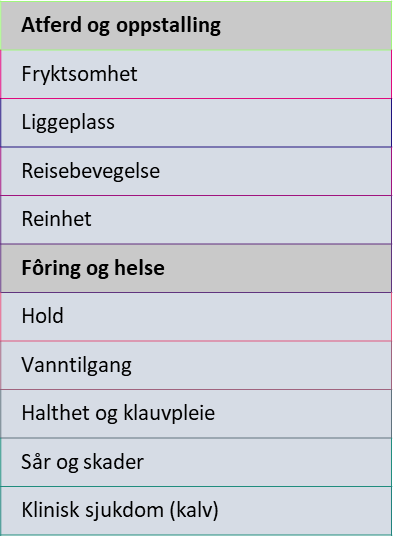 Atferd og oppstalling
Fryktsomhet
Liggeplass
Reisebevegelse
Reinhet
Fôring og helse
Hold
Vanntilgang
Halthet og klauvpleie
Sår og skader
Klinisk sjukdom (kalv)